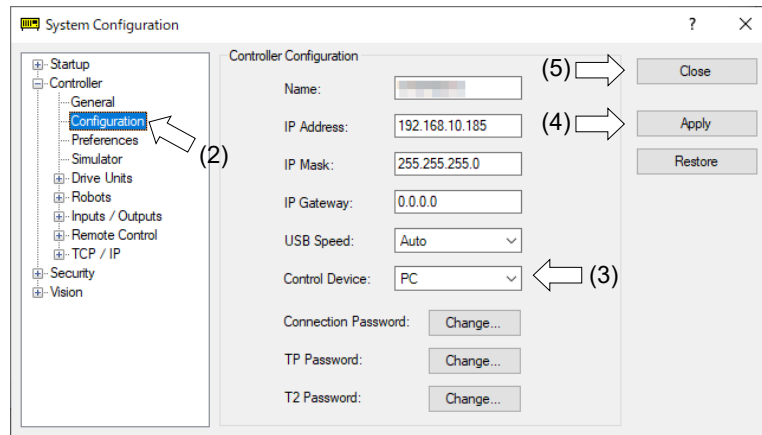 System Configuration
? ×
Startup
Controller
General
Configuration
Preferences
Simulator
Drive Units
Robots
Inputs / Outputs
Remote Control
TCP / IP
Security
Vision
(2)
Controller Configuration
Name:
IP Address: 192.168.10.185
IP Mask: 255.255.255.0
IP Gateway: 0.0.0.0
USB Speed: Auto
Control Device: PC
(3)
Connection Password: Change...
TP Password: Change...
T2 Password: Change...
(5) Close
(4) Apply
Restore